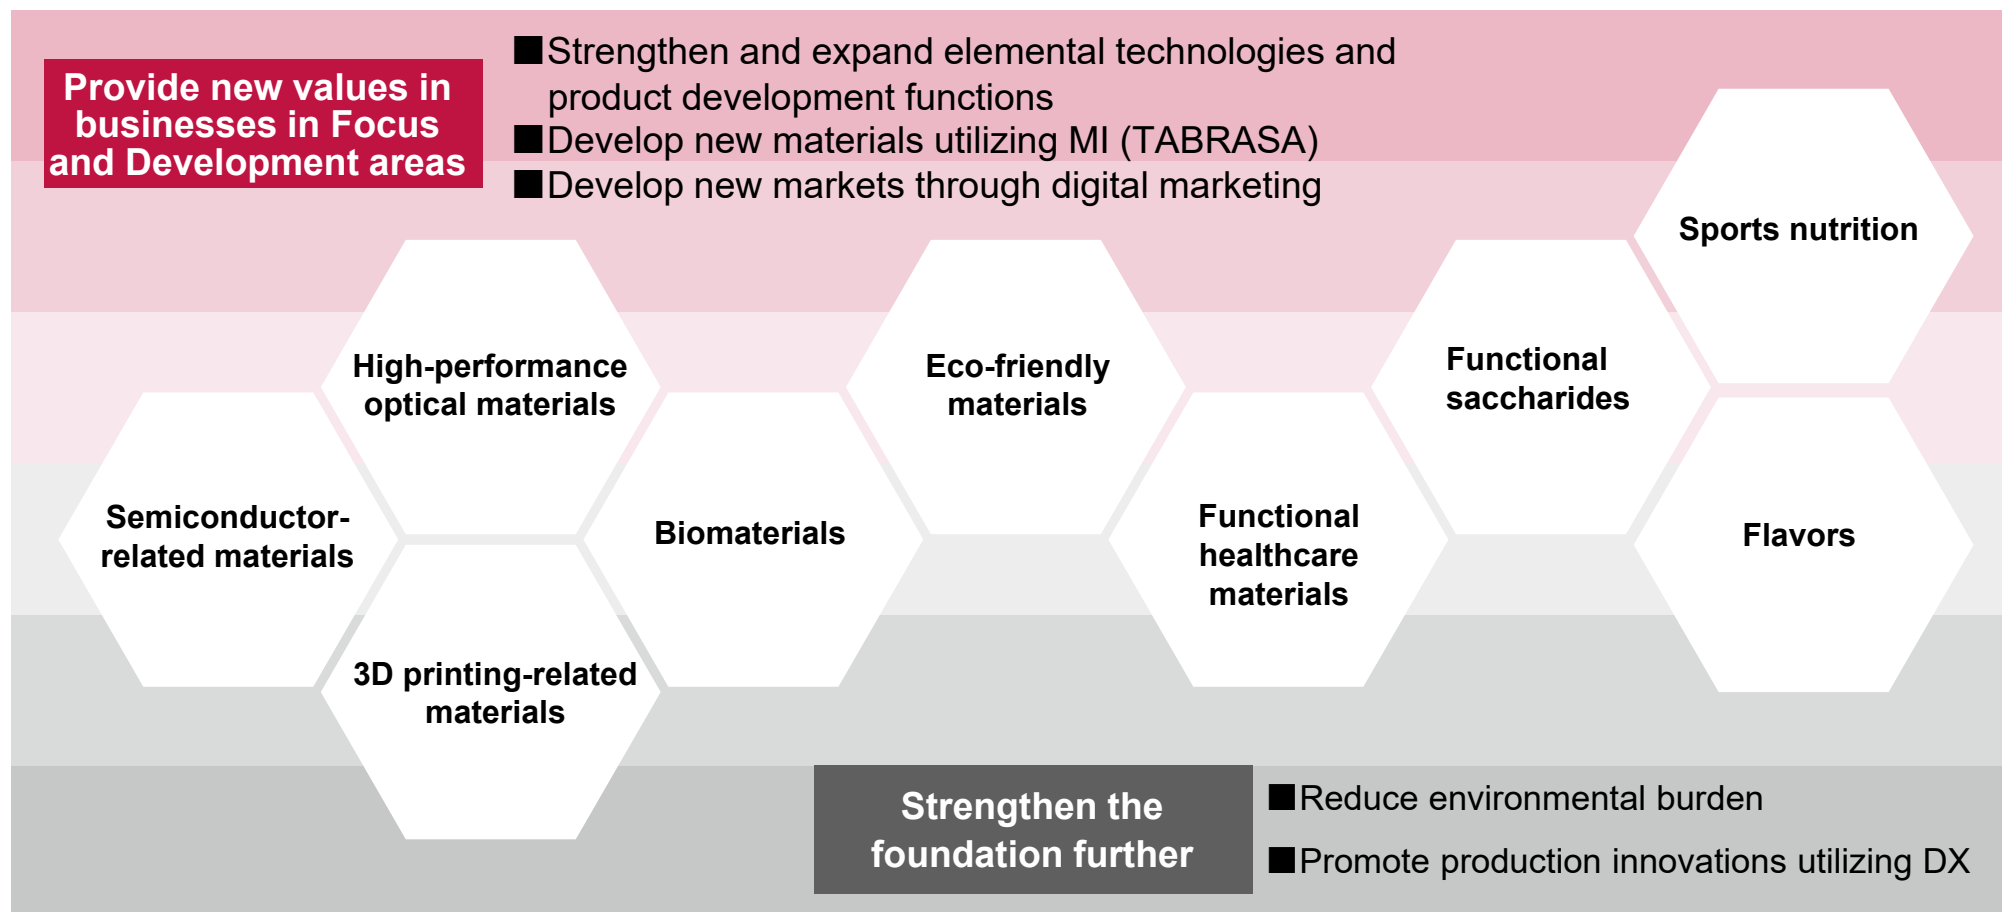 Provide new values in
businesses in Focus
and Development areas
■Strengthen and expand elemental technologies and
product development functions
■Develop new materials utilizing MI (TABRASA)
■Develop new markets through digital marketing
Sports nutrition
High-performance
optical materials
Eco-friendly
materials
Functional
saccharides
Semiconductor-
related materials
Biomaterials
Functional
healthcare
materials
Flavors
3D printing-related
materials
Strengthen the
foundation further
■Reduce environmental burden
■Promote production innovations utilizing DX